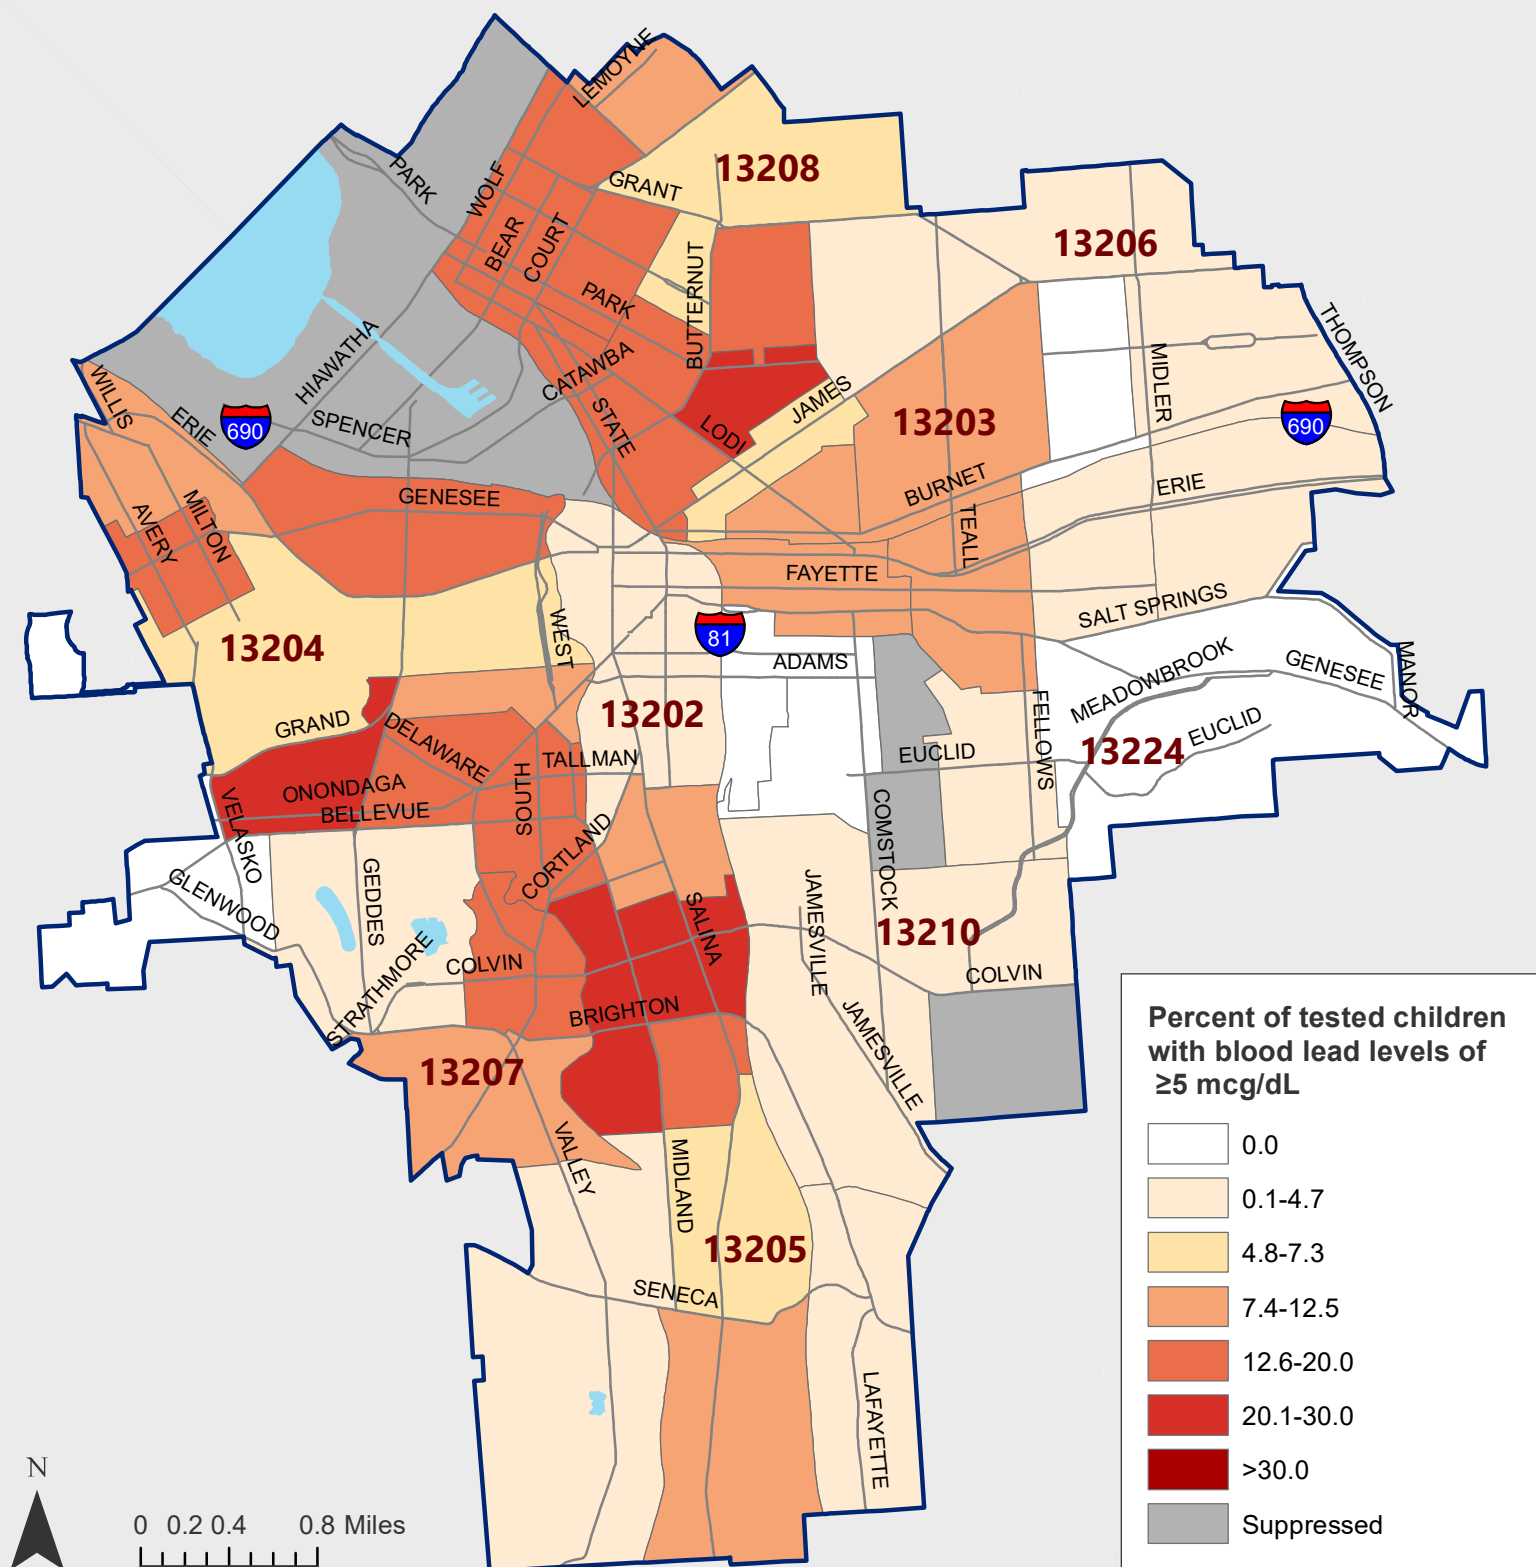 LEMOYNE
PARK
WOLF
GRANT
13208
BEAR
COURT
13206
BUTTERNUT
PARK
THOMPSON
HIAWATHA
WILLIS
ERIE
690
SPENCER
CATAWBA
STATE
JAMES
LODI
13203
MIDLER
690
GENESEE
BURNET
ERIE
AVERY
MILTON
TEALL
FAYETTE
SALT SPRINGS
13204
WEST
81
ADAMS
MEADOWBROOK
GENESEE
MANOR
GRAND
DELAWARE
13202
FELLOWS
EUCLID
13224
EUCLID
TALLMAN
ONONDAGA
BELLEVUE
SOUTH
VELASKO
COMSTOCK
CORTLAND
GEDDES
GLENWOOD
SALINA
JAMESVILLE
13210
STRATHMORE
COLVIN
COLVIN
BRIGHTON
JAMESVILLE
13207
VALLEY
MIDLAND
13205
SENECA
LAFAYETTE
Percent of tested children
with blood lead levels of
≥5 mcg/dL
0.0
0.1-4.7
4.8-7.3
7.4-12.5
12.6-20.0
20.1-30.0
>30.0
Suppressed
N
0 0.2 0.4 0.8 Miles